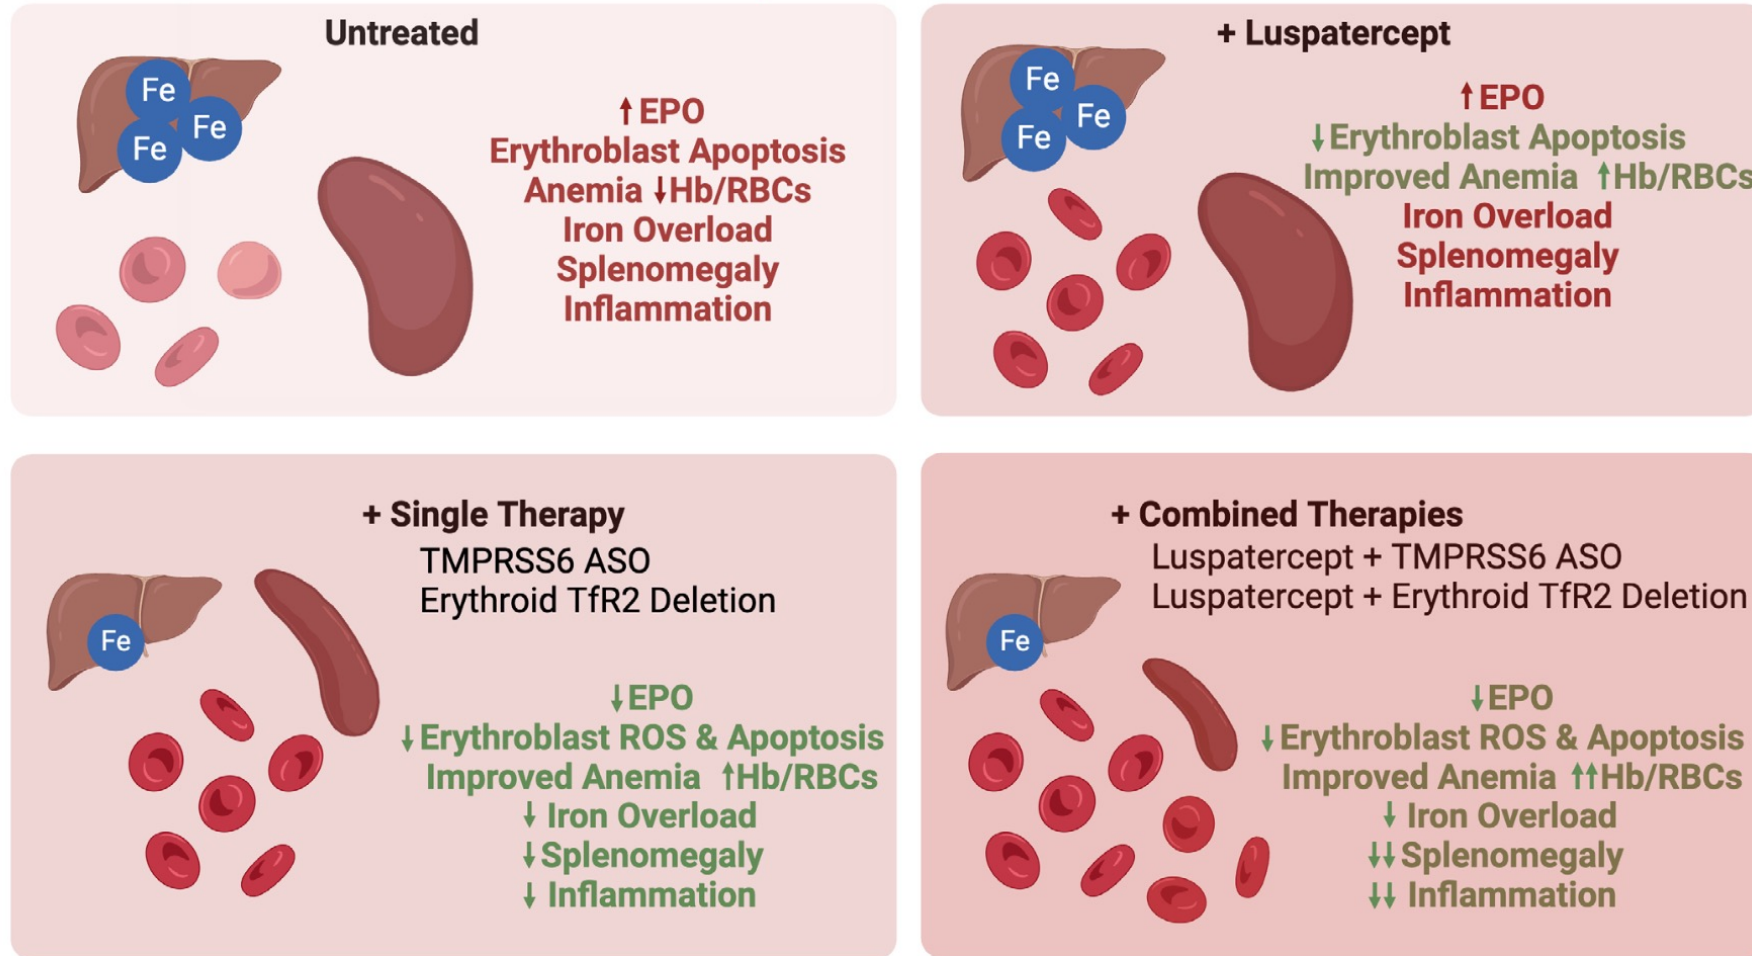 Untreated
Fe
Fe
Fe
↑EPO
Erythroblast Apoptosis
Anemia ↓Hb/RBCs
Iron Overload
Splenomegaly
Inflammation
+ Luspatercept
Fe
Fe
Fe
↑EPO
↓Erythroblast Apoptosis
Improved Anemia ↑Hb/RBCs
Iron Overload
Splenomegaly
Inflammation
+ Single Therapy
TMPRSS6 ASO
Erythroid TfR2 Deletion
Fe
↓EPO
↓Erythroblast ROS & Apoptosis
Improved Anemia ↑Hb/RBCs
↓ Iron Overload
↓Splenomegaly
↓ Inflammation
+ Combined Therapies
Luspatercept + TMPRSS6 ASO
Luspatercept + Erythroid TfR2 Deletion
Fe
↓EPO
↓Erythroblast ROS & Apoptosis
Improved Anemia ↑↑Hb/RBCs
↓ Iron Overload
↓↓Splenomegaly
↓↓ Inflammation